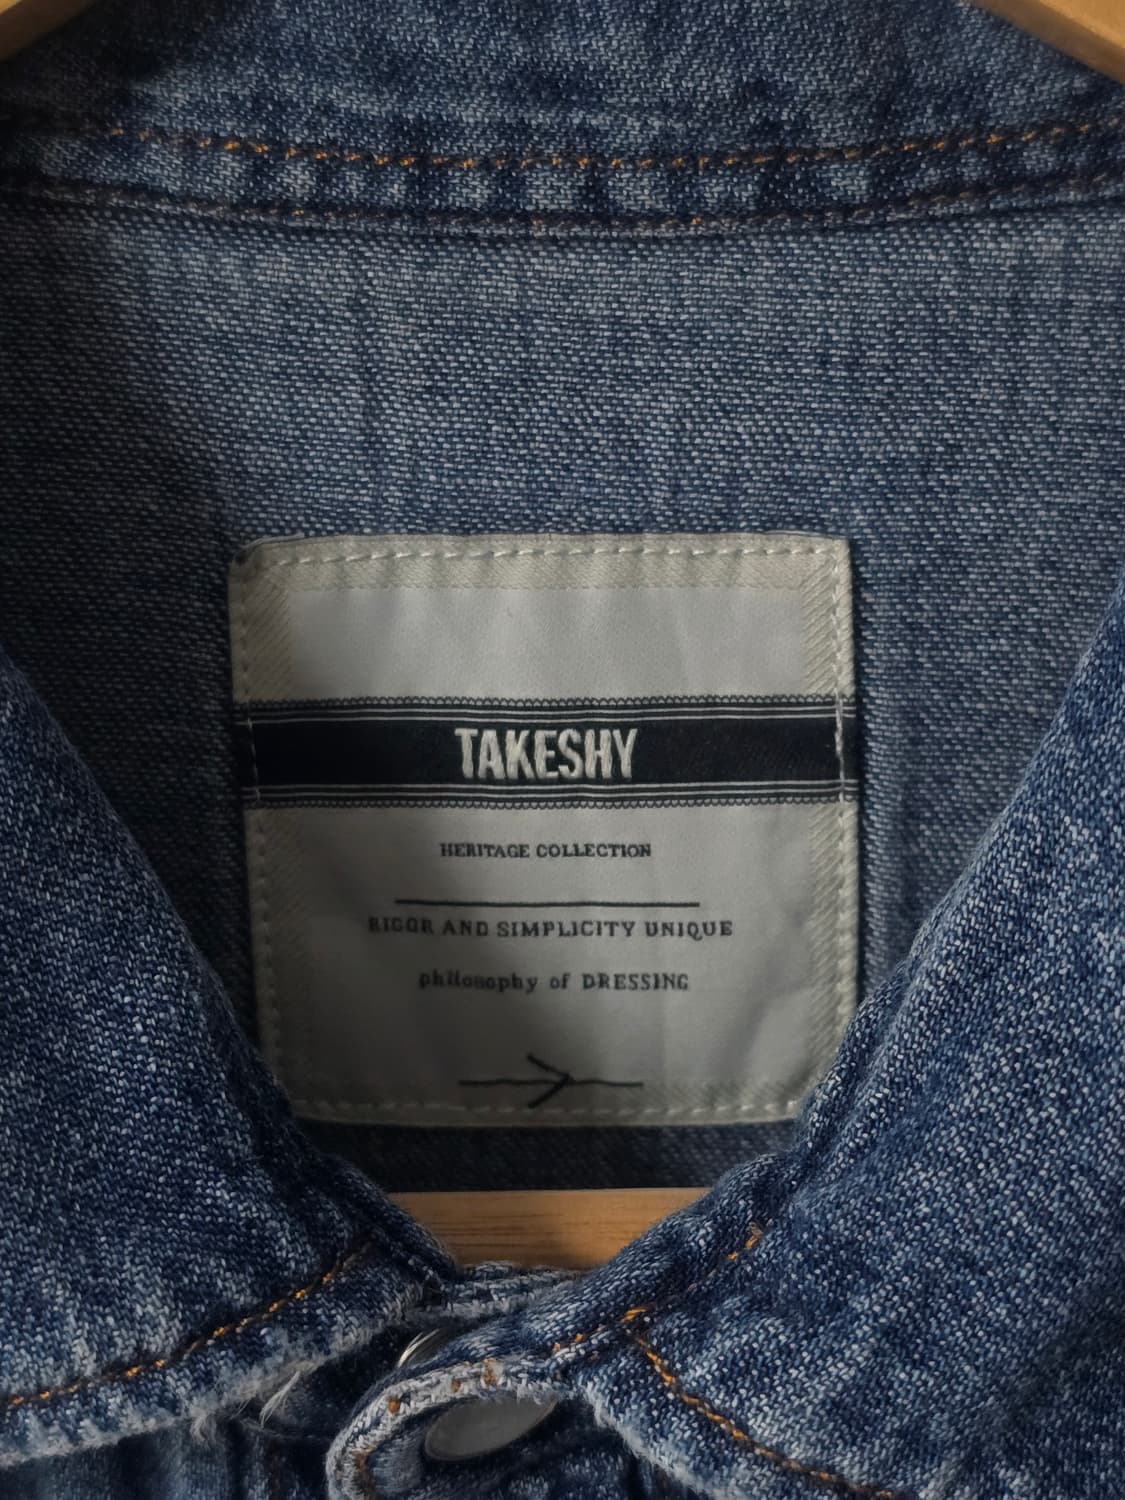 TAKESHY
HERITAGE COLLECTION
RIGOR AND SIMPLICITY UNIQUE
philosophy of DRESSING